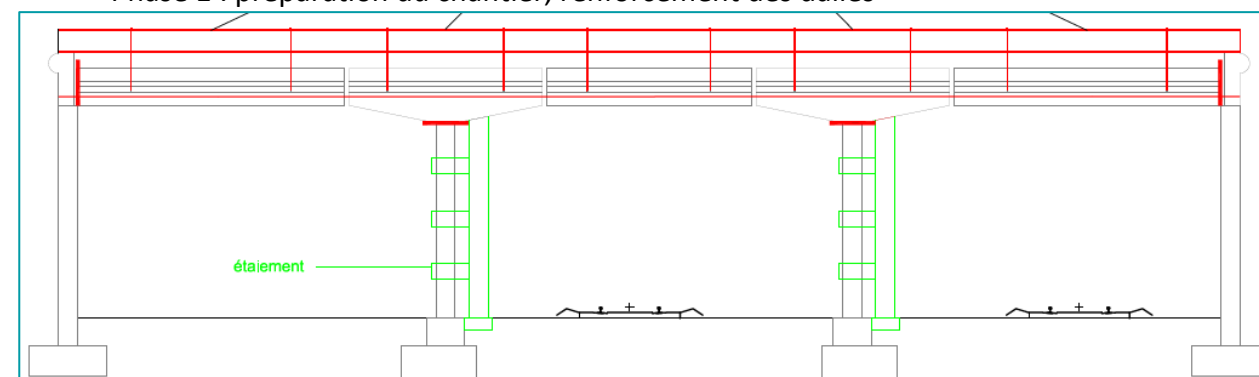 Phase 1 : préparation du chantier, renforcement des dalles
étaiement